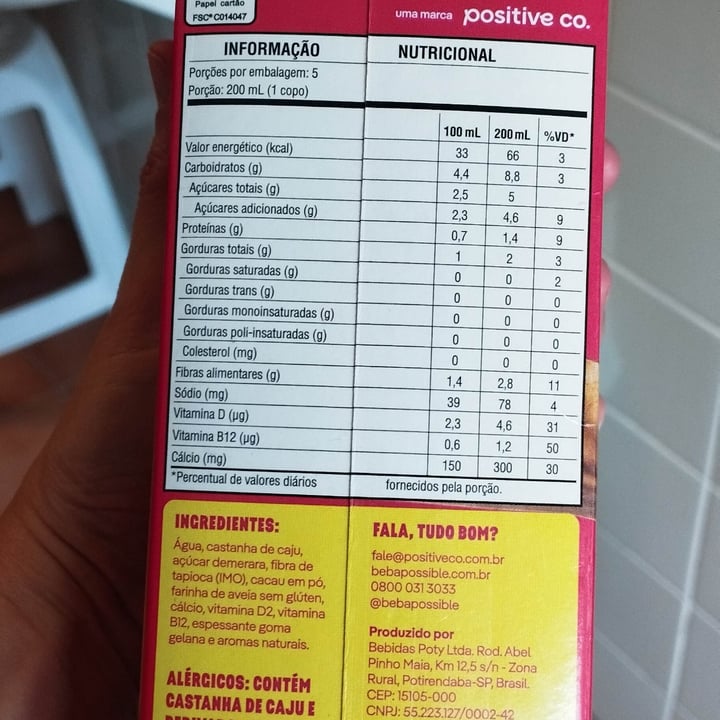 Papel cartão
FSC® C014047
uma marca positive co.
INFORMAÇÃO NUTRICIONAL
Porções por embalagem: 5
Porção: 200 mL (1 copo)
100 mL 200 mL %VD*
Valor energético (kcal) 33 66 3
Carboidratos (g) 4,4 8,8 3
Açúcares totais (g) 2,5 5
Açúcares adicionados (g) 2,3 4,6 9
Proteínas (g) 0,7 1,4 9
Gorduras totais (g) 1 2 3
Gorduras saturadas (g) 0 0 2
Gorduras trans (g) 0 0 0
Gorduras monoinsaturadas (g) 0 0 0
Gorduras poli-insaturadas (g) 0 0 0
Colesterol (mg) 0 0 0
Fibras alimentares (g) 1,4 2,8 11
Sódio (mg) 39 78 4
Vitamina D (µg) 2,3 4,6 31
Vitamina B12 (µg) 0,6 1,2 50
Cálcio (mg) 150 300 30
*Percentual de valores diários fornecidos pela porção.
INGREDIENTES:
Água, castanha de caju,
açúcar demerara, fibra de
tapioca (IMO), cacau em pó,
farinha de aveia sem glúten,
cálcio, vitamina D2, vitamina
B12, espessante goma
gelana e aromas naturais.
ALÉRGICOS: CONTÉM
CASTANHA DE CAJU E
FALA, TUDO BOM?
fale@positiveco.com.br
bebapossible.com.br
0800 031 3033
@bebapossible
Produzido por
Bebidas Poty Ltda. Rod. Abel
Pinho Maia, Km 12,5 s/n - Zona
Rural, Potirendaba-SP, Brasil.
CEP: 15105-000
CNPJ: 55.223.127/0002-42